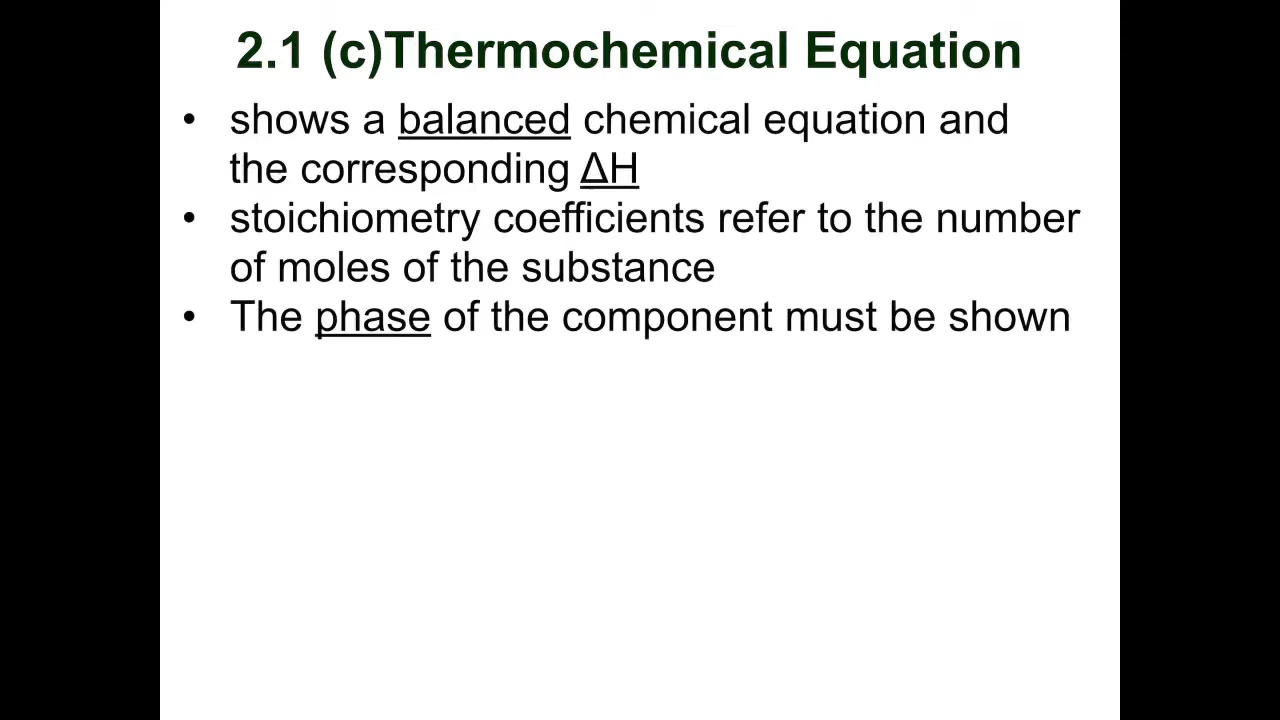 2.1 (c)Thermochemical Equation
• shows a balanced chemical equation and
the corresponding ΔH
• stoichiometry coefficients refer to the number
of moles of the substance
• The phase of the component must be shown